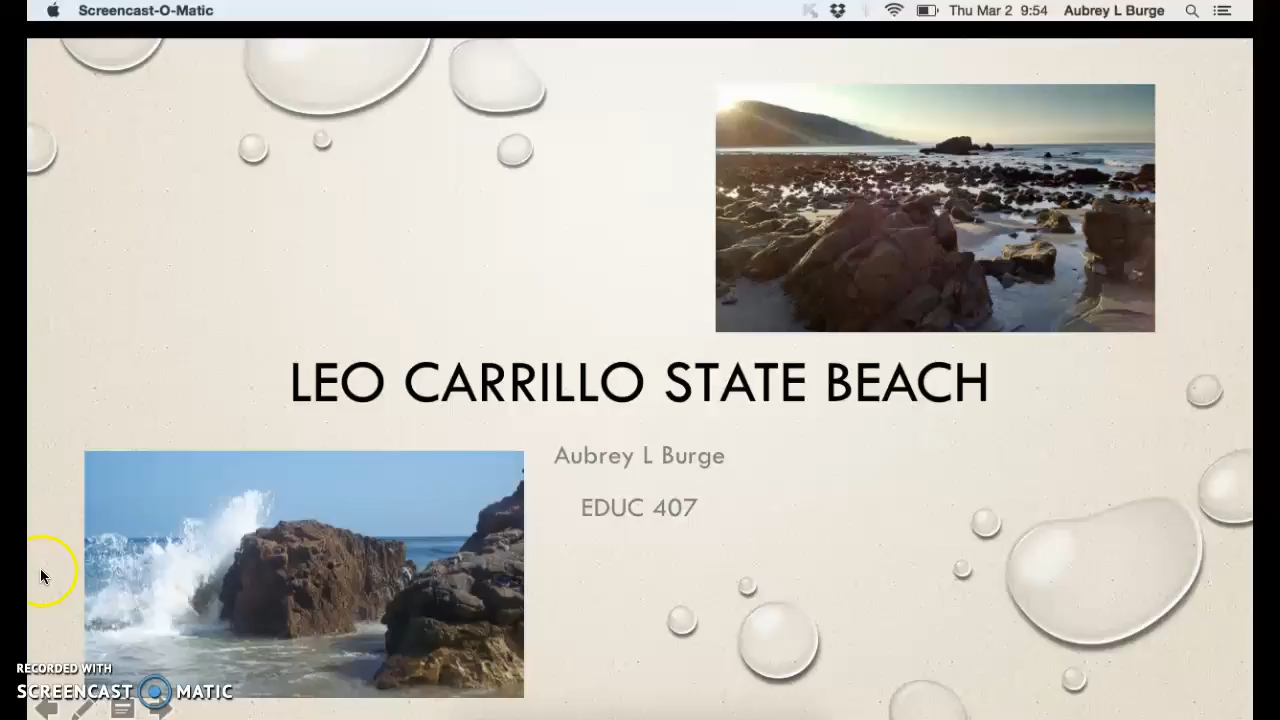 Screencast-O-Matic
Thu Mar 2 9:54 Aubrey L Burge
LEO CARRILLO STATE BEACH
Aubrey L Burge
EDUC 407
RECORDED WITH
SCREENCAST MATIC